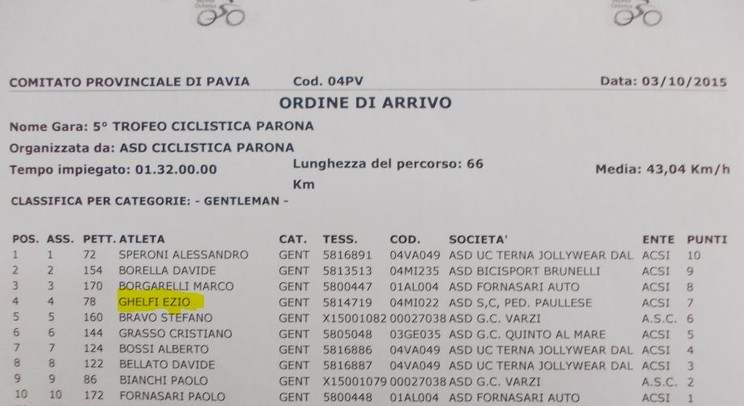 COMITATO PROVINCIALE DI PAVIA Cod. 04PV Data: 03/10/2015
ORDINE DI ARRIVO
Nome Gara: 5° TROFEO CICLISTICA PARONA
Organizzata da: ASD CICLISTICA PARONA
Tempo impiegato: 01.32.00.00 Lunghezza del percorso: 66 Km Media: 43,04 Km/h
CLASSIFICA PER CATEGORIE: - GENTLEMAN -
POS. ASS. PETT. ATLETA CAT. TESS. COD. SOCIETA' ENTE PUNTI
1 1 72 SPERONI ALESSANDRO GENT 5816891 04VA049 ASD UC TERNA JOLLYWEAR DAL ACSI 10
2 2 154 BORELLA DAVIDE GENT 5813513 04MI235 ASD BICISPORT BRUNELLI ACSI 9
3 3 170 BORGARELLI MARCO GENT 5800447 01AL004 ASD FORNASARI AUTO ACSI 8
4 4 78 GHELFI EZIO GENT 5814719 04MI022 ASD S,C, PED. PAULLESE ACSI 7
5 5 160 BRAVO STEFANO GENT X15001082 00027038 ASD G.C. VARZI A.S.C. 6
6 6 144 GRASSO CRISTIANO GENT 5805048 03GE035 ASD G.C. QUINTO AL MARE ACSI 5
7 7 124 BOSSI ALBERTO GENT 5816886 04VA049 ASD UC TERNA JOLLYWEAR DAL ACSI 4
8 8 122 BELLATO DAVIDE GENT 5816887 04VA049 ASD UC TERNA JOLLYWEAR DAL ACSI 3
9 9 86 BIANCHI PAOLO GENT X15001079 00027038 ASD G.C. VARZI A.S.C. 2
10 10 172 FORNASARI PAOLO GENT 5800448 01AL004 ASD FORNASARI AUTO ACSI 1